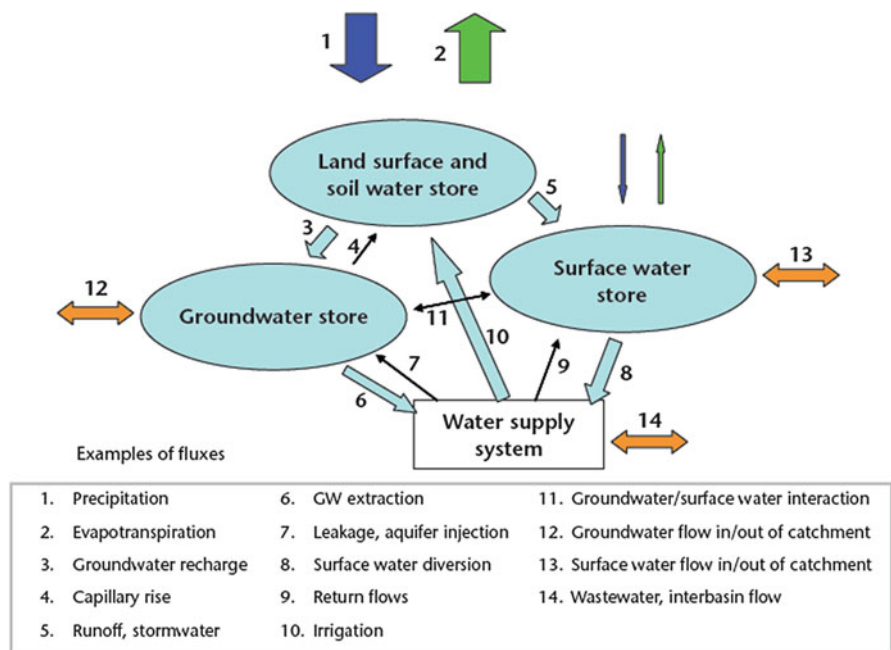 1
2
Land surface and
soil water store
5
3
4
13
Surface water
store
12
Groundwater store
11
10
7
9
8
6
Water supply
system
14
Examples of fluxes
1. Precipitation
2. Evapotranspiration
3. Groundwater recharge
4. Capillary rise
5. Runoff, stormwater
6. GW extraction
7. Leakage, aquifer injection
8. Surface water diversion
9. Return flows
10. Irrigation
11. Groundwater/surface water interaction
12. Groundwater flow in/out of catchment
13. Surface water flow in/out of catchment
14. Wastewater, interbasin flow